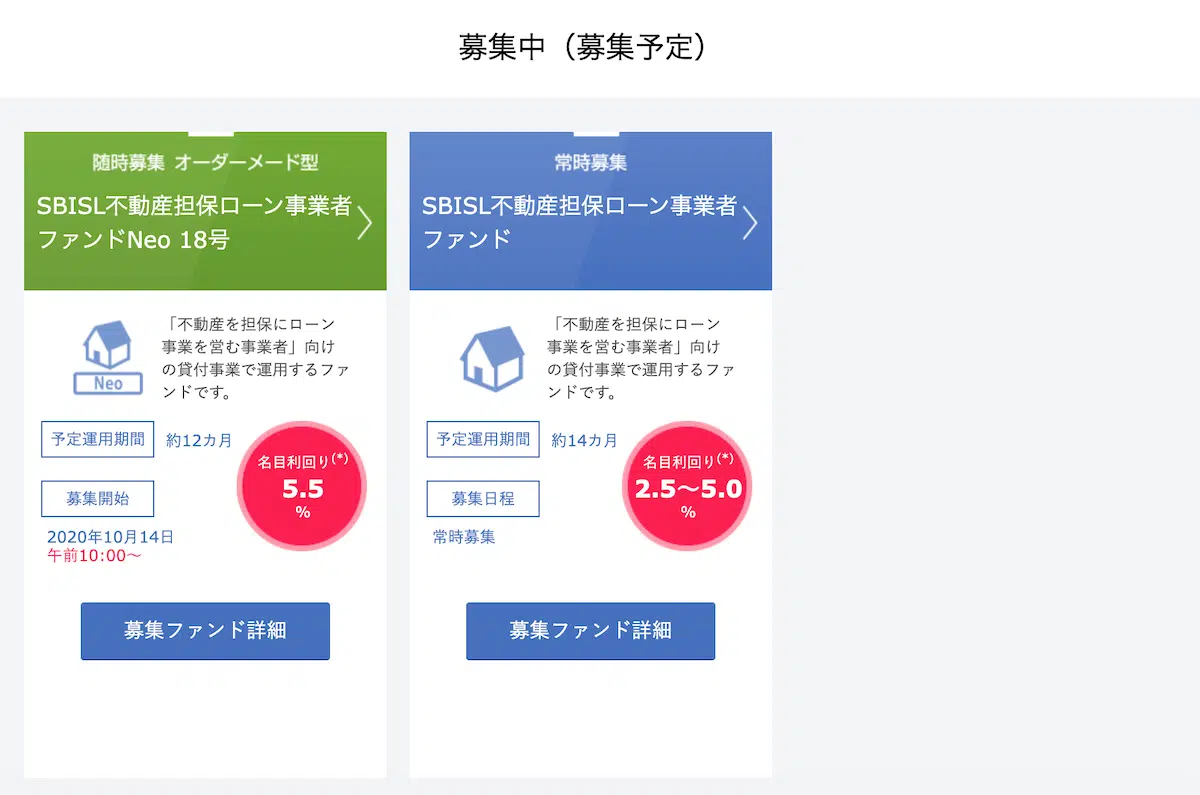 募集中（募集予定）
随時募集 オーダーメード型
SBISL不動産担保ローン事業者
ファンドNeo 18号
Neo
「不動産を担保にローン
事業を営む事業者」向け
の貸付事業で運用するファ
ンドです。
予定運用期間 約12カ月
名目利回り(*)
5.5
%
募集開始
2020年10月14日
午前10:00～
募集ファンド詳細
常時募集
SBISL不動産担保ローン事業者
ファンド
「不動産を担保にローン
事業を営む事業者」向け
の貸付事業で運用するファ
ンドです。
予定運用期間 約14カ月
名目利回り(*)
2.5～5.0
%
募集日程
常時募集
募集ファンド詳細